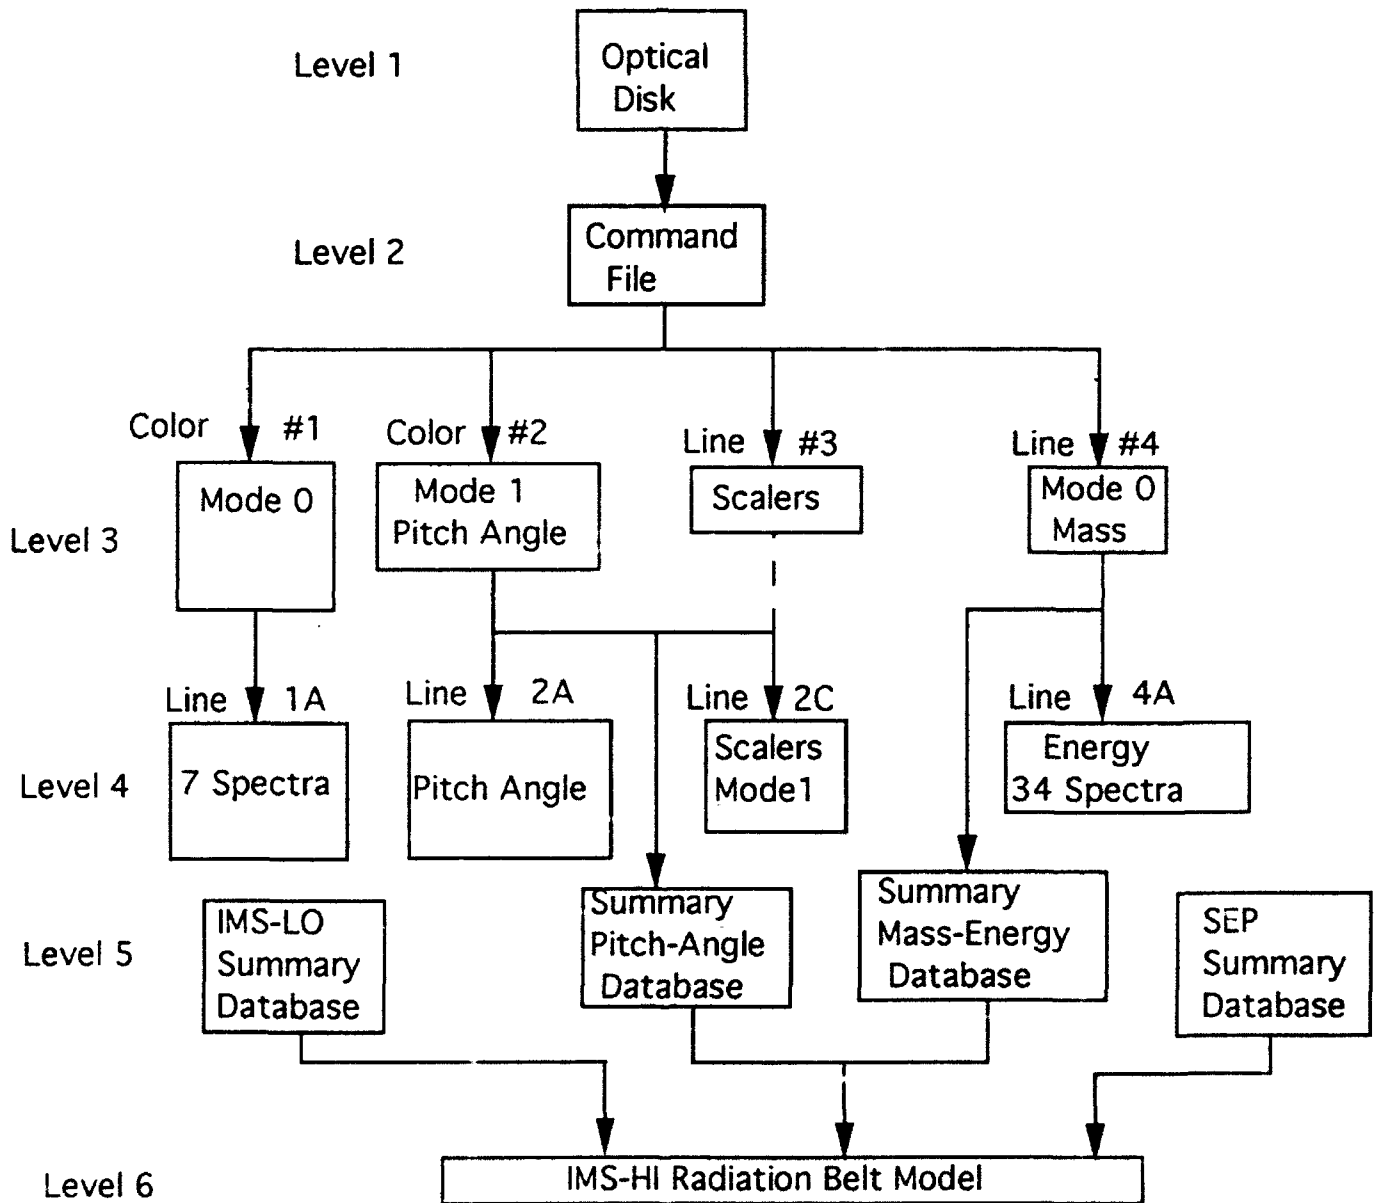 Level 1
Optical
Disk
Level 2
Command
File
Color #1
Color #2
Line #3
Line #4
Level 3
Mode 0
Mode 1
Pitch Angle
Scalers
Mode 0
Mass
Line 1A
Line 2A
Line 2C
Line 4A
Level 4
7 Spectra
Pitch Angle
Scalers
Mode1
Energy
34 Spectra
Level 5
IMS-LO
Summary
Database
Summary
Pitch-Angle
Database
Summary
Mass-Energy
Database
SEP
Summary
Database
Level 6
IMS-HI Radiation Belt Model